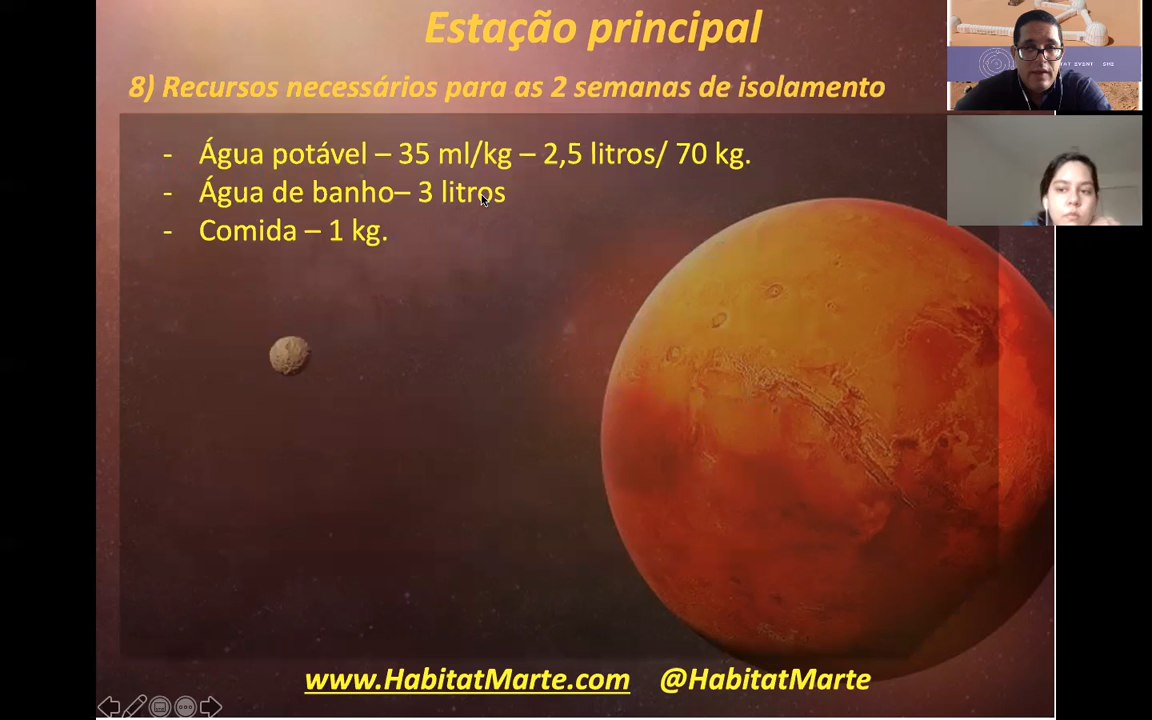 Estação principal
8) Recursos necessários para as 2 semanas de isolamento
- Água potável – 35 ml/kg – 2,5 litros/ 70 kg.
- Água de banho– 3 litros
- Comida – 1 kg.
www.HabitatMarte.com @HabitatMarte